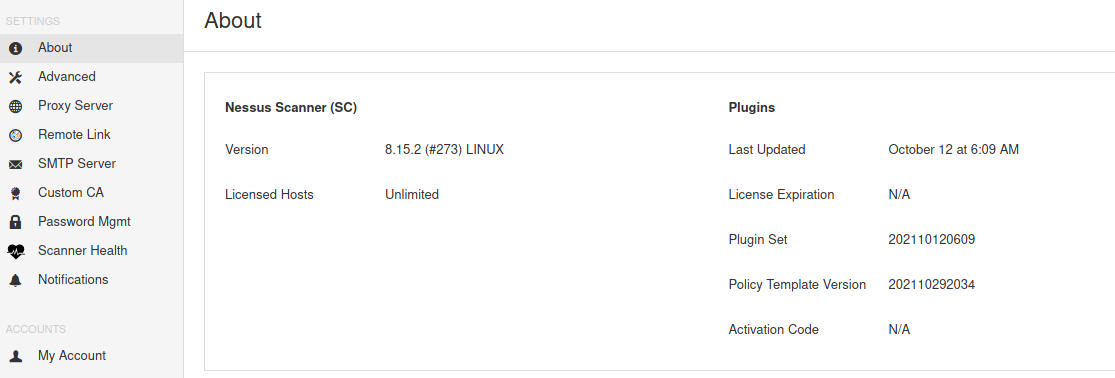 SETTINGS
About
Advanced
Proxy Server
Remote Link
SMTP Server
Custom CA
Password Mgmt
Scanner Health
Notifications
ACCOUNTS
My Account
About
Nessus Scanner (SC)
Version 8.15.2 (#273) LINUX
Licensed Hosts Unlimited
Plugins
Last Updated October 12 at 6:09 AM
License Expiration N/A
Plugin Set 202110120609
Policy Template Version 202110292034
Activation Code N/A